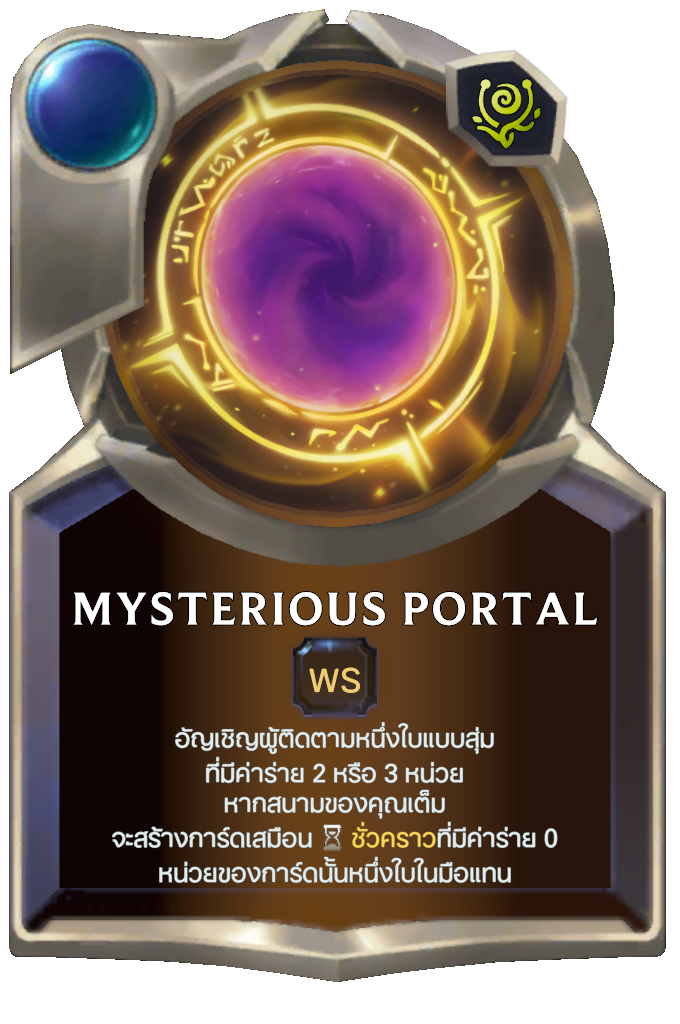 MYSTERIOUS PORTAL
พร
อัญเชิญผู้ติดตามหนึ่งใบแบบสุ่ม
ที่มีค่าร่าย 2 หรือ 3 หน่วย
หากสนามของคุณเต็ม
จะสร้างการ์ดเสมือน ชั่วคราวที่มีค่าร่าย 0
หน่วยของการ์ดนั้นหนึ่งใบในมือแทน